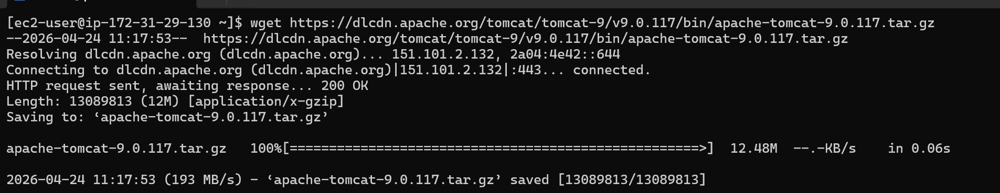 [ec2-user@ip-172-31-29-130 ~]$ wget https://dlcdn.apache.org/tomcat/tomcat-9/v9.0.117/bin/apache-tomcat-9.0.117.tar.gz
--2026-04-24 11:17:53--  https://dlcdn.apache.org/tomcat/tomcat-9/v9.0.117/bin/apache-tomcat-9.0.117.tar.gz
Resolving dlcdn.apache.org (dlcdn.apache.org)... 151.101.2.132, 2a04:4e42::644
Connecting to dlcdn.apache.org (dlcdn.apache.org)|151.101.2.132|:443... connected.
HTTP request sent, awaiting response... 200 OK
Length: 13089813 (12M) [application/x-gzip]
Saving to: ‘apache-tomcat-9.0.117.tar.gz’
apache-tomcat-9.0.117.tar.gz   100%[====================================================>]  12.48M  --.-KB/s    in 0.06s
2026-04-24 11:17:53 (193 MB/s) - ‘apache-tomcat-9.0.117.tar.gz’ saved [13089813/13089813]